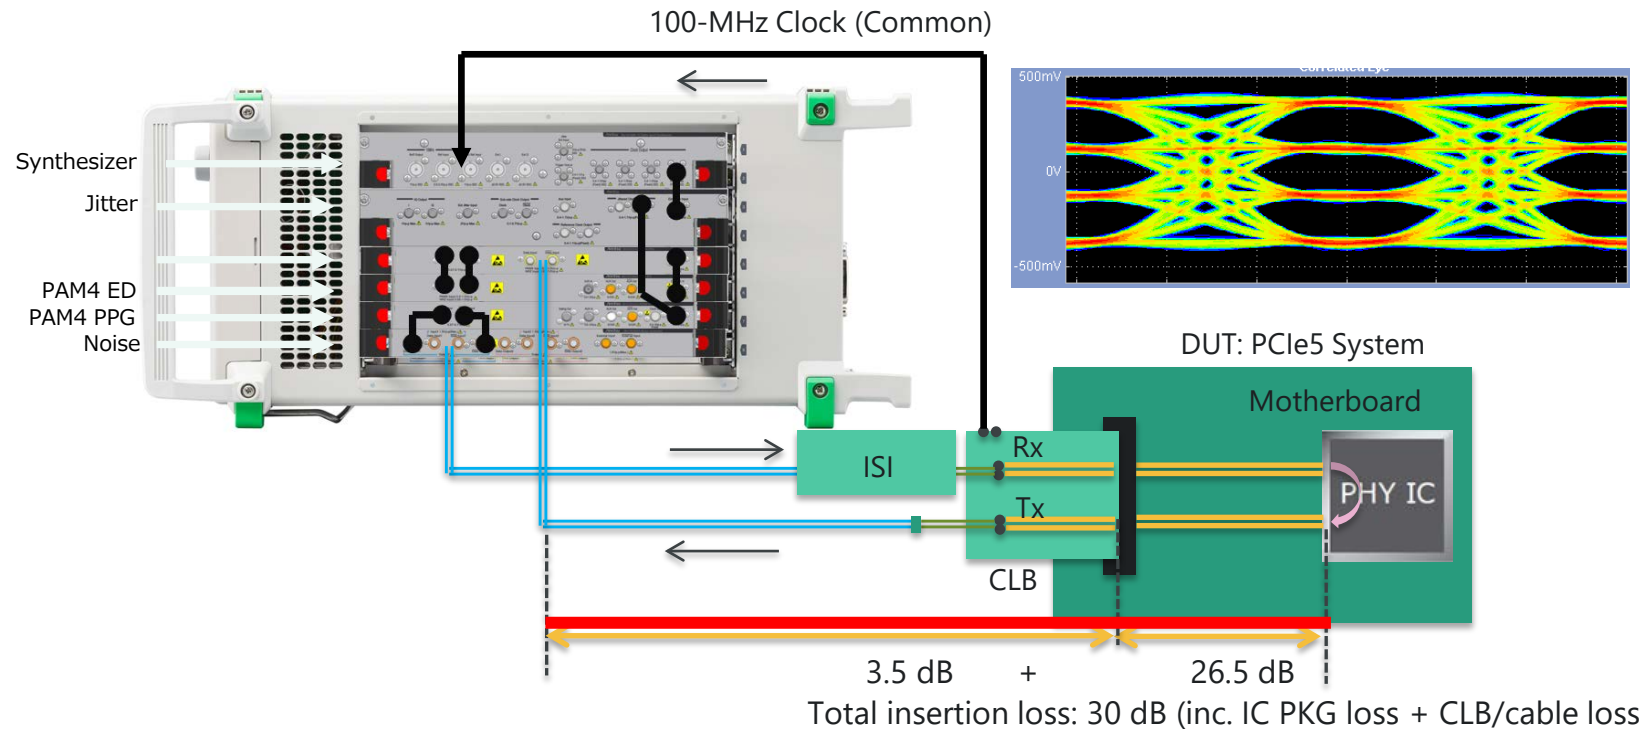 100-MHz Clock (Common)
Correlated Eye
500mV
0V
-500mV
Synthesizer
Jitter
PAM4 ED
PAM4 PPG
Noise
DUT: PCIe5 System
Motherboard
ISI
Rx
Tx
PHY IC
CLB
3.5 dB + 26.5 dB
Total insertion loss: 30 dB (inc. IC PKG loss + CLB/cable loss